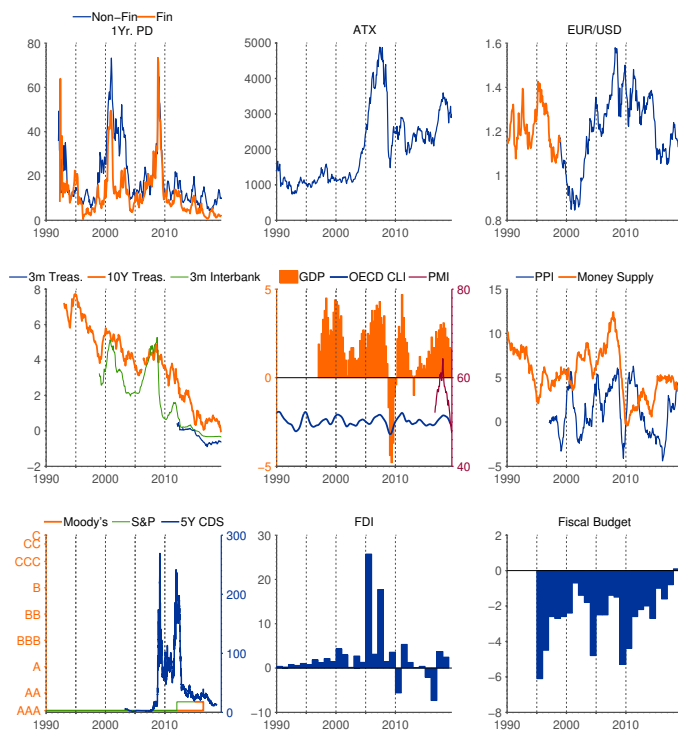 Non−Fin Fin
1Yr. PD
ATX
EUR/USD
80
60
40
20
0
1990 2000 2010
5000
4000
3000
2000
1000
0
1990 2000 2010
1.6
1.4
1.2
1
0.8
1990 2000 2010
3m Treas. 10Y Treas. 3m Interbank
GDP OECD CLI PMI
PPI Money Supply
8
6
4
2
0
−2
1990 2000 2010
5
0
−5
80
60
40
1990 2000 2010
15
10
5
0
−5
1990 2000 2010
Moody's S&P 5Y CDS
FDI
Fiscal Budget
C
CC
CCC
B
BB
BBB
A
AA
AAA
300
200
100
0
1990 2000 2010
30
20
10
0
−10
1990 2000 2010
2
0
−2
−4
−6
−8
1990 2000 2010